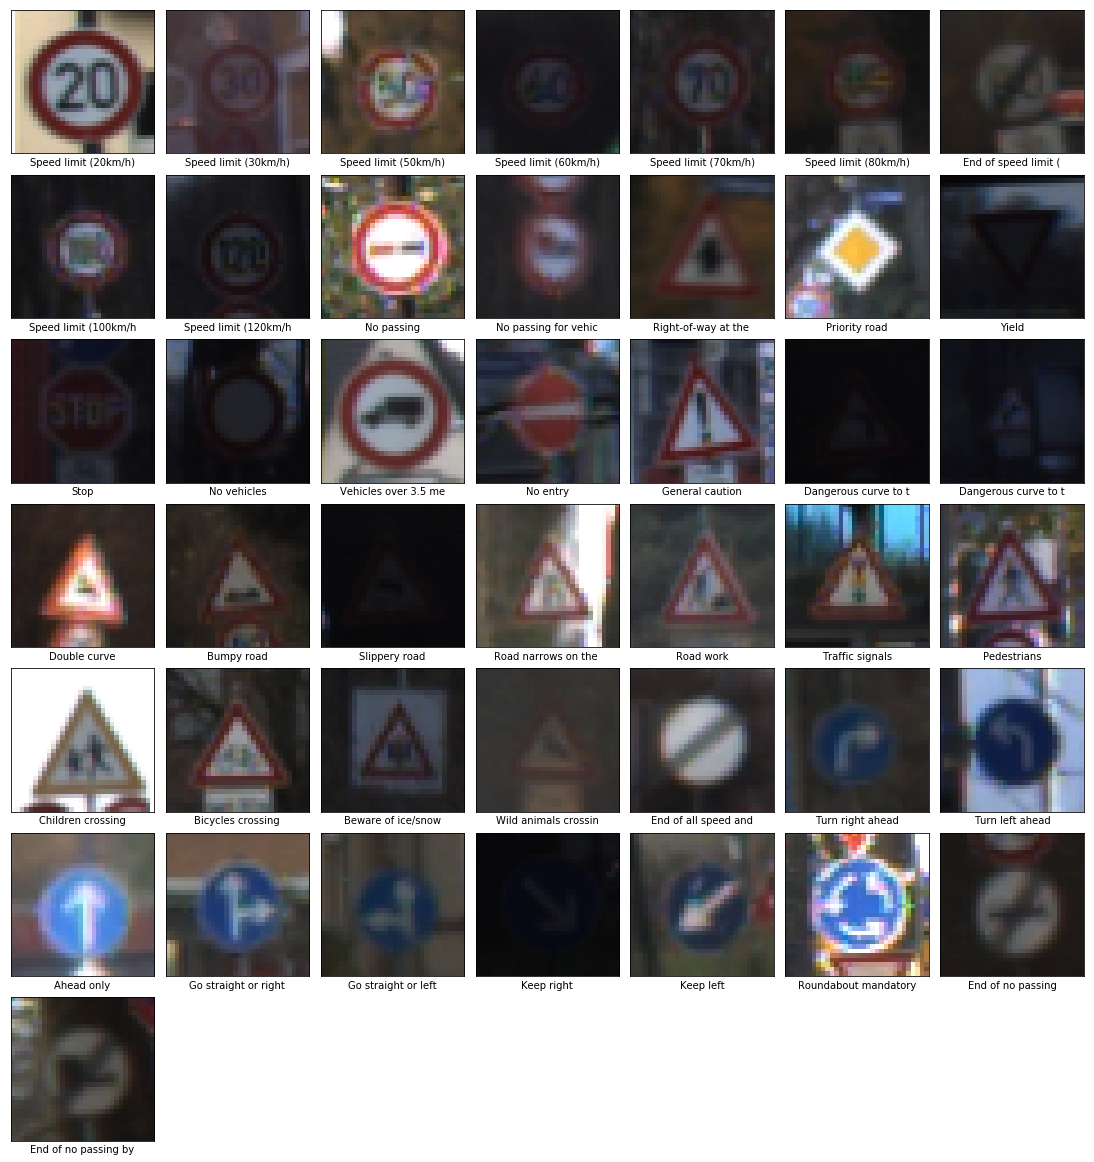 20
30
50
60
70
80
Speed limit (20km/h)
Speed limit (30km/h)
Speed limit (50km/h)
Speed limit (60km/h)
Speed limit (70km/h)
Speed limit (80km/h)
End of speed limit (
100
120
Speed limit (100km/h
Speed limit (120km/h
No passing
No passing for vehic
Right-of-way at the
Priority road
Yield
STOP
Stop
No vehicles
Vehicles over 3.5 me
No entry
General caution
Dangerous curve to t
Dangerous curve to t
Double curve
Bumpy road
Slippery road
Road narrows on the
Road work
Traffic signals
Pedestrians
Children crossing
Bicycles crossing
Beware of ice/snow
Wild animals crossin
End of all speed and
Turn right ahead
Turn left ahead
Ahead only
Go straight or right
Go straight or left
Keep right
Keep left
Roundabout mandatory
End of no passing
End of no passing by